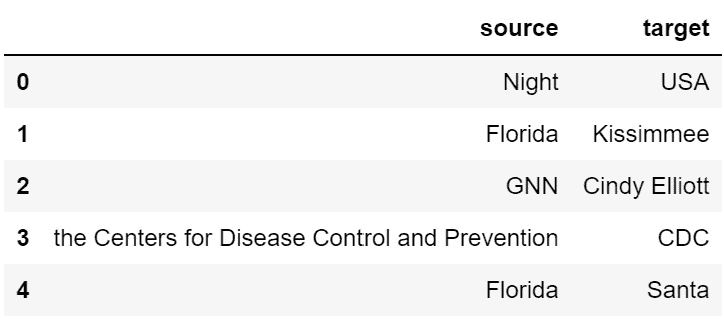 source target
0 Night USA
1 Florida Kissimmee
2 GNN Cindy Elliott
3 the Centers for Disease Control and Prevention CDC
4 Florida Santa